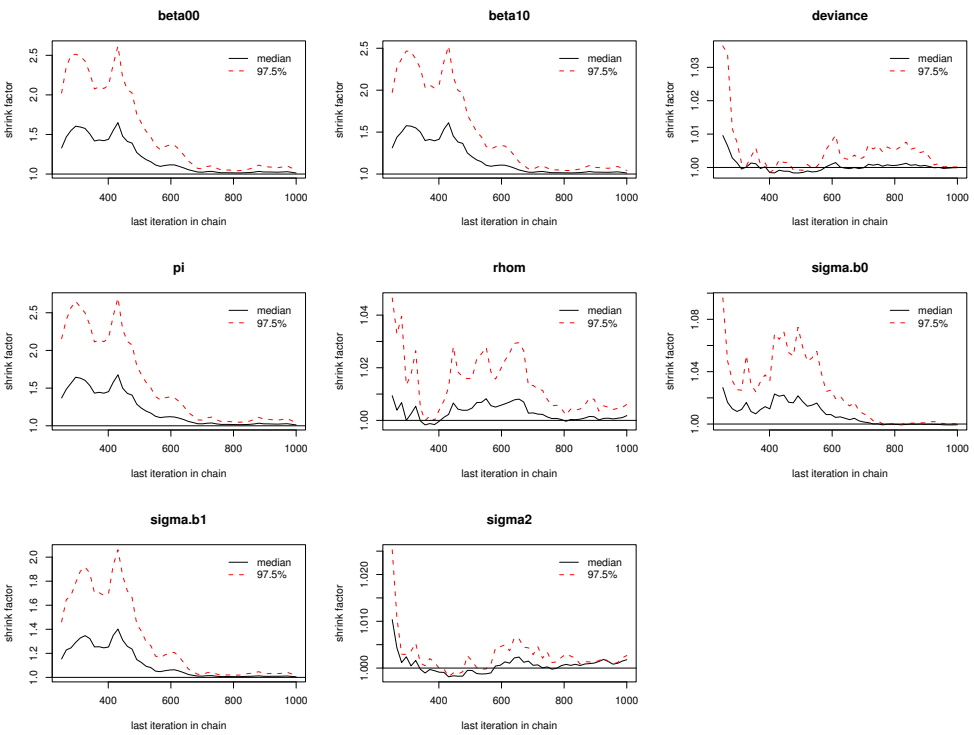 beta00
median
97.5%
shrink factor
1.0 1.5 2.0 2.5
400 600 800 1000
last iteration in chain
beta10
median
97.5%
shrink factor
1.0 1.5 2.0 2.5
400 600 800 1000
last iteration in chain
deviance
median
97.5%
shrink factor
1.00 1.01 1.02 1.03
400 600 800 1000
last iteration in chain
pi
median
97.5%
shrink factor
1.0 1.5 2.0 2.5
400 600 800 1000
last iteration in chain
rhom
median
97.5%
shrink factor
1.00 1.02 1.04
400 600 800 1000
last iteration in chain
sigma.b0
median
97.5%
shrink factor
1.00 1.04 1.08
400 600 800 1000
last iteration in chain
sigma.b1
median
97.5%
shrink factor
1.0 1.2 1.4 1.6 1.8 2.0
400 600 800 1000
last iteration in chain
sigma2
median
97.5%
shrink factor
1.000 1.005 1.010 1.020
400 600 800 1000
last iteration in chain